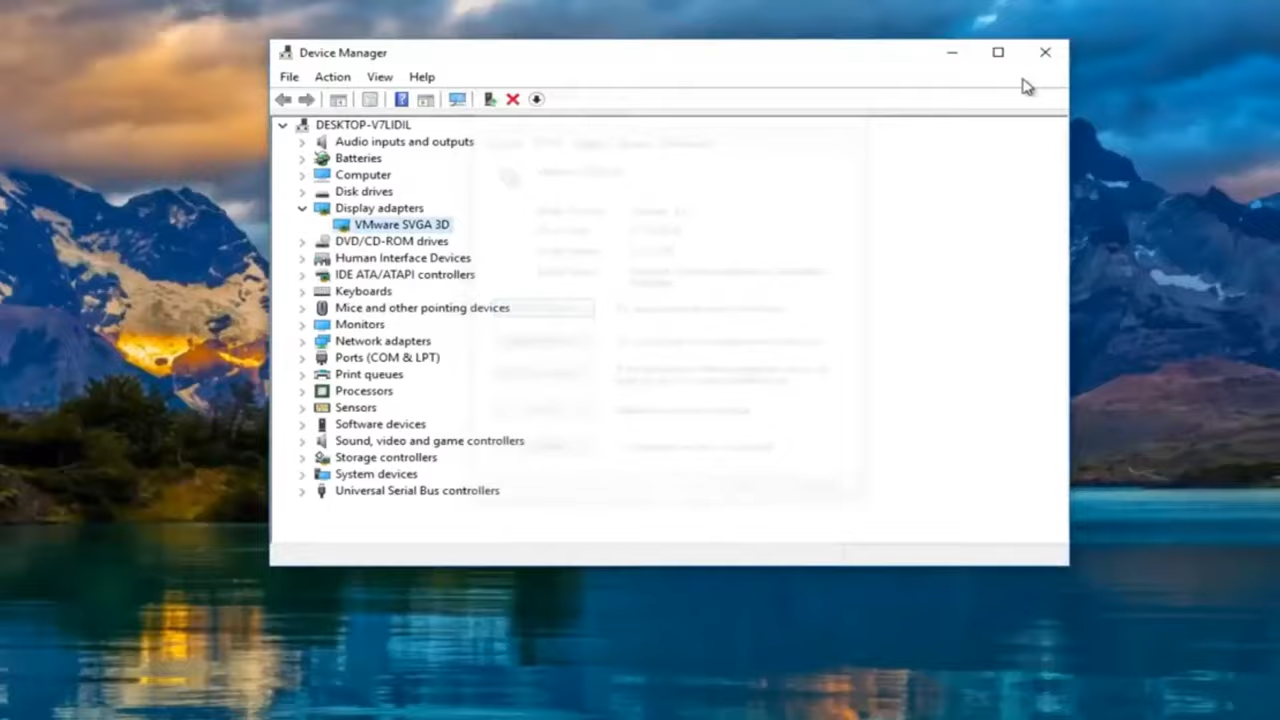 Device Manager
File Action View Help
DESKTOP-V7LIDIL
Audio inputs and outputs
Batteries
Computer
Disk drives
Display adapters
VMware SVGA 3D
DVD/CD-ROM drives
Human Interface Devices
IDE ATA/ATAPI controllers
Keyboards
Mice and other pointing devices
Monitors
Network adapters
Ports (COM & LPT)
Print queues
Processors
Sensors
Software devices
Sound, video and game controllers
Storage controllers
System devices
Universal Serial Bus controllers